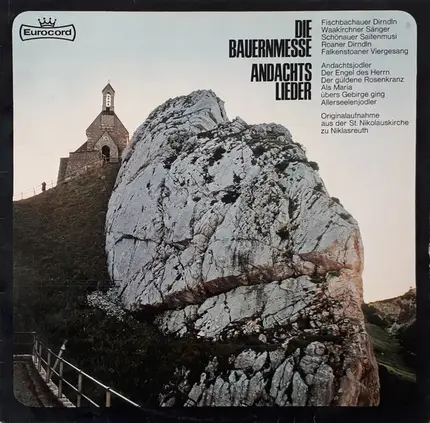 Eurocord
DIE
BAUERNMESSE
ANDACHTS
LIEDER
Fischbachauer Dirndln
Waakirchner Sänger
Schönauer Saitenmusi
Roaner Dirndln
Falkenstoaner Viergesang
Andachtsjodler
Der Engel des Herrn
Der güldene Rosenkranz
Als Maria
übers Gebirge ging
Allerseelenjodler
Originalaufnahme
aus der St. Nikolauskirche
zu Niklasreuth